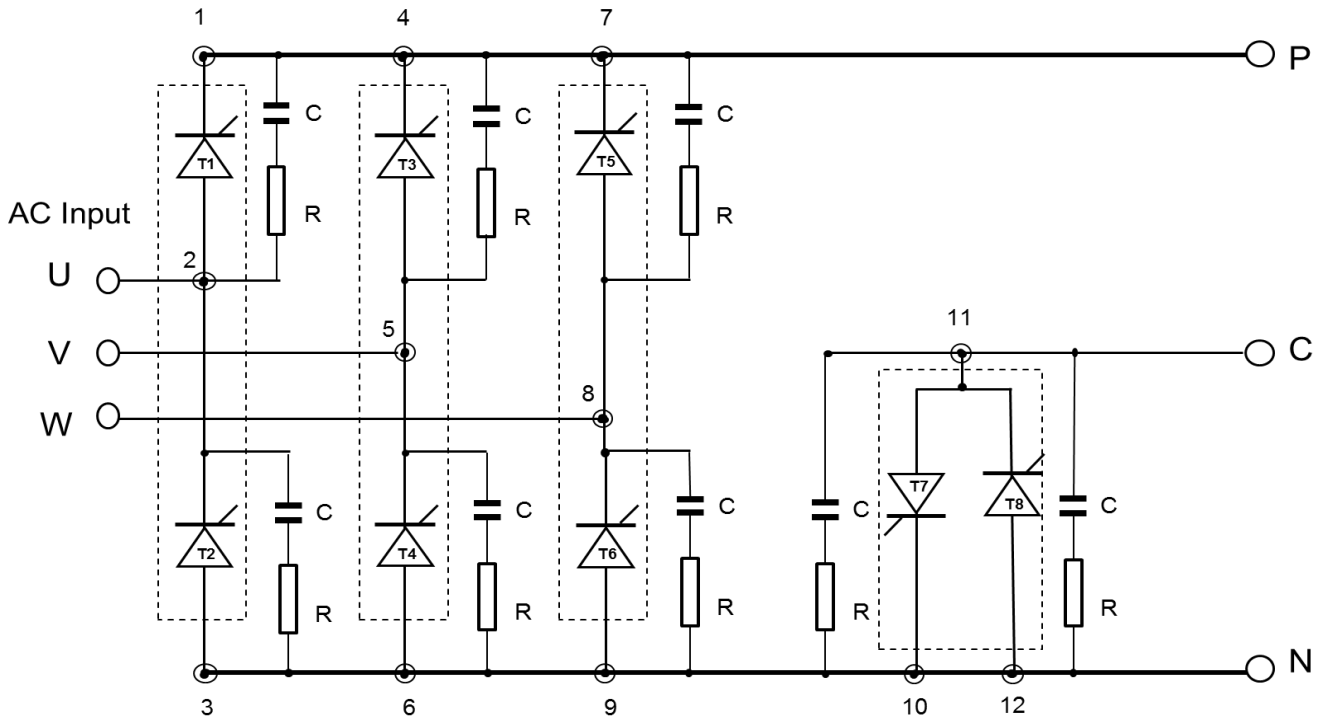 1 4 7
P
C C C
T1 T3 T5
R R R
AC Input
U 2
V 5
W 8
11
C
T7 T8
C C C C C
T2 T4 T6
R R R R R
N
3 6 9 10 12